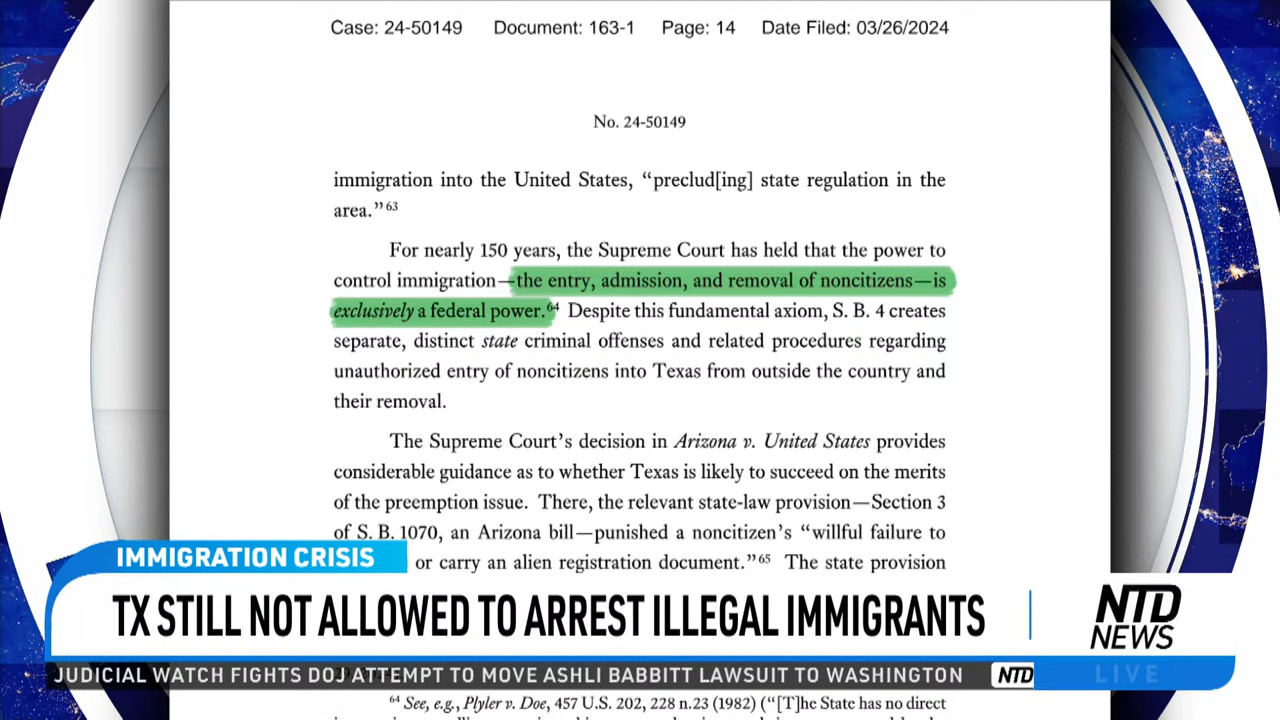 Case: 24-50149 Document: 163-1 Page: 14 Date Filed: 03/26/2024
No. 24-50149
immigration into the United States, “preclud[ing] state regulation in the
area.”63
For nearly 150 years, the Supreme Court has held that the power to
control immigration—the entry, admission, and removal of noncitizens—is
exclusively a federal power.64 Despite this fundamental axiom, S. B. 4 creates
separate, distinct state criminal offenses and related procedures regarding
unauthorized entry of noncitizens into Texas from outside the country and
their removal.
The Supreme Court’s decision in Arizona v. United States provides
considerable guidance as to whether Texas is likely to succeed on the merits
of the preemption issue. There, the relevant state-law provision—Section 3
of S. B. 1070, an Arizona bill—punished a noncitizen’s “willful failure to
or carry an alien registration document.”65 The state provision
IMMIGRATION CRISIS
TX STILL NOT ALLOWED TO ARREST ILLEGAL IMMIGRANTS
NTD
NEWS
JUDICIAL WATCH FIGHTS DOJ ATTEMPT TO MOVE ASHLI BABBITT LAWSUIT TO WASHINGTON NTD
LIVE
64 See, e.g., Plyler v. Doe, 457 U.S. 202, 228 n.23 (1982) (“[T]he State has no direct